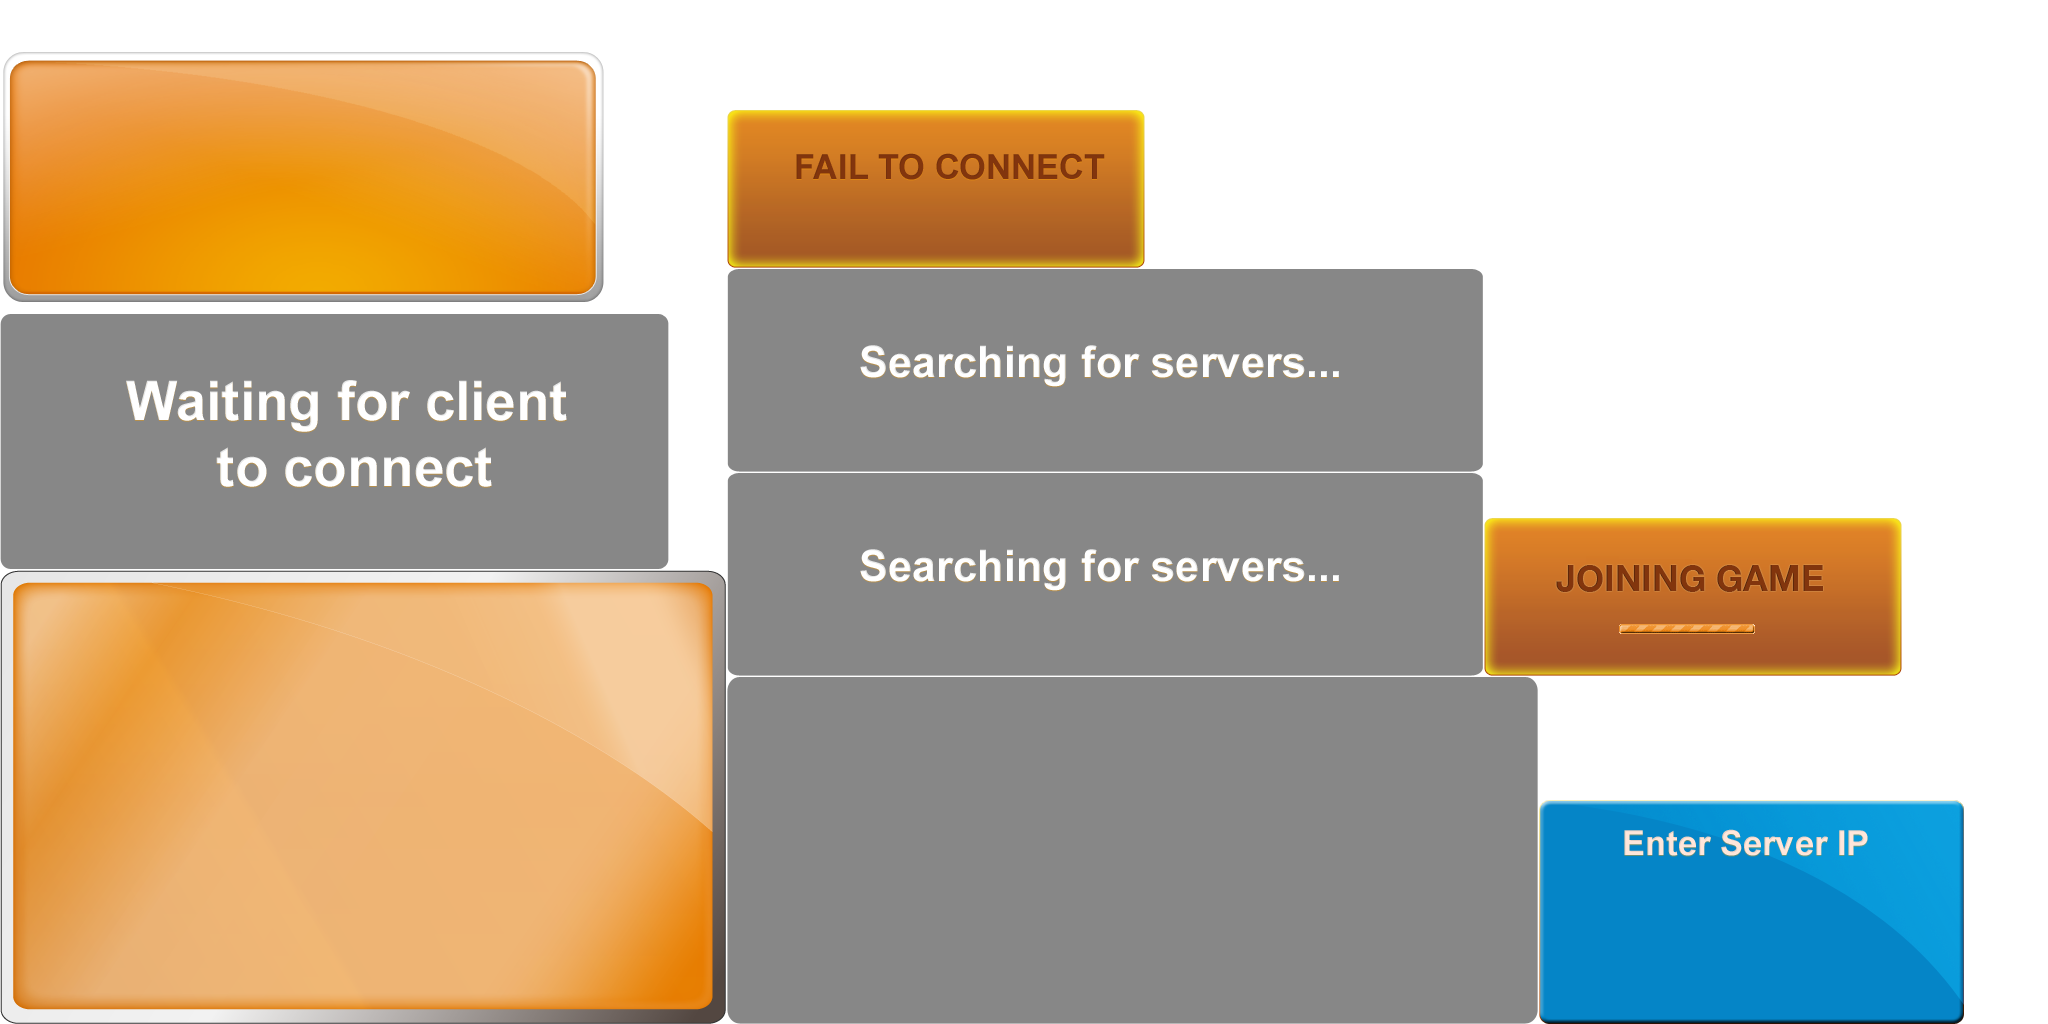 FAIL TO CONNECT
Searching for servers...
Waiting for client
to connect
Searching for servers...
JOINING GAME
Enter Server IP